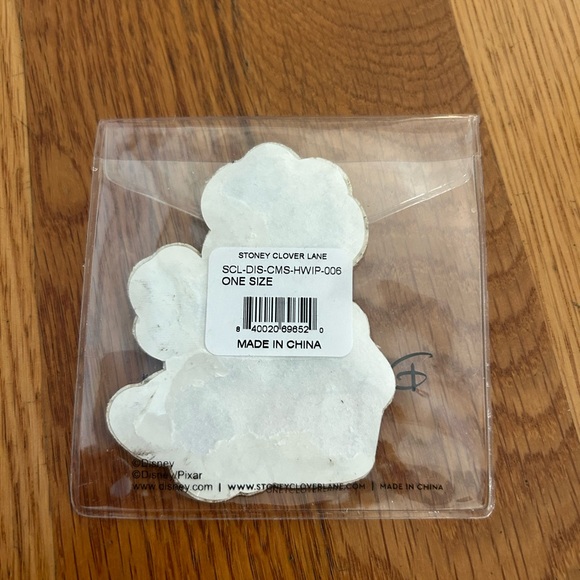 STONEY CLOVER LANE
SCL-DIS-CMS-HWIP-006
ONE SIZE
8 40020 69652 0
MADE IN CHINA
©Disney
©Disney/Pixar
www.disney.com | WWW.STONEYCLOVERLANE.COM | MADE IN CHINA